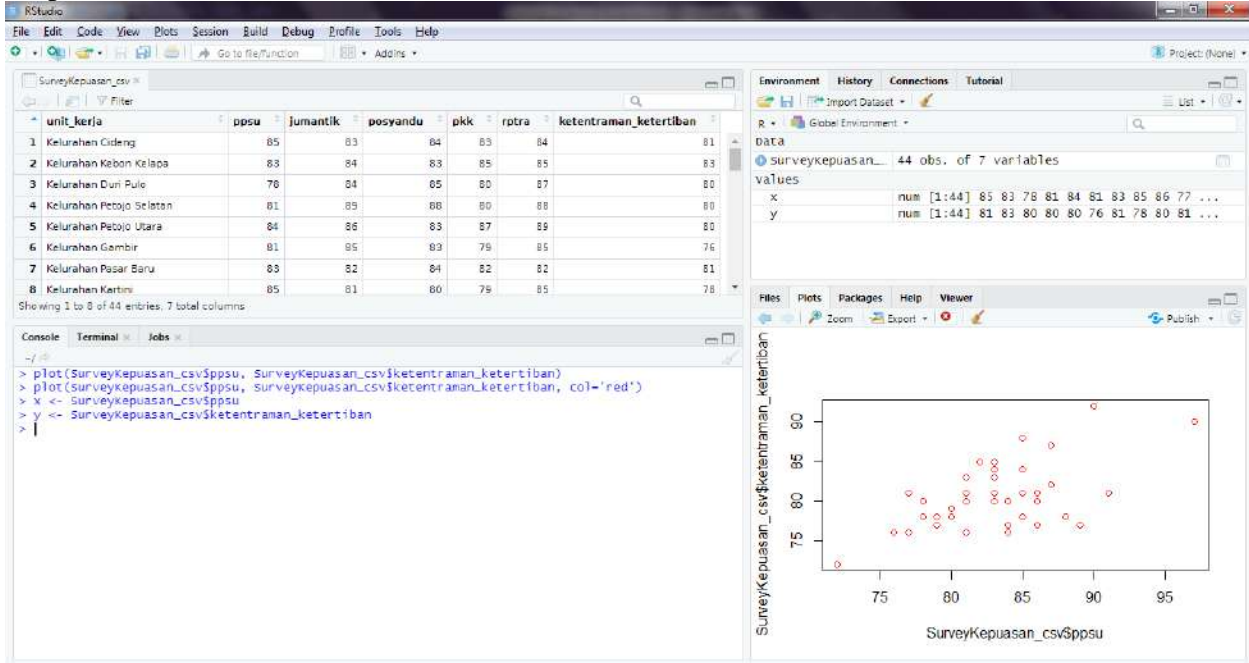 RStudio
File Edit Code View Plots Session Build Debug Profile Tools Help
Go to file/function Addins Project: (None)
SurveyKepuasan_csv
Filter
unit_kerja ppsu jumantik posyandu pkk rptra ketentraman_ketertiban
1 Kelurahan Cideng 85 83 84 83 84 81
2 Kelurahan Kebon Kelapa 83 84 83 85 85 83
3 Kelurahan Duri Pulo 78 84 85 80 87 80
4 Kelurahan Petojo Selatan 81 89 88 80 88 80
5 Kelurahan Petojo Utara 84 86 83 87 89 80
6 Kelurahan Gambir 81 85 83 79 85 76
7 Kelurahan Pasar Baru 83 82 84 82 82 81
8 Kelurahan Kartini 85 81 80 79 85 78
Showing 1 to 8 of 44 entries, 7 total columns
Console Terminal Jobs
~/
> plot(SurveyKepuasan_csv$ppsu, SurveyKepuasan_csv$ketentraman_ketertiban)
> plot(SurveyKepuasan_csv$ppsu, SurveyKepuasan_csv$ketentraman_ketertiban, col='red')
> x <- SurveyKepuasan_csv$ppsu
> y <- SurveyKepuasan_csv$ketentraman_ketertiban
>
Environment History Connections Tutorial
Import Dataset List
R Global Environment
Data
SurveyKepuasan_… 44 obs. of 7 variables
Values
x num [1:44] 85 83 78 81 84 81 83 85 86 77 ...
y num [1:44] 81 83 80 80 80 76 81 78 80 81 ...
Files Plots Packages Help Viewer
Zoom Export Publish
SurveyKepuasan_csv$ketentraman_ketertiban
90
85
80
75
75 80 85 90 95
SurveyKepuasan_csv$ppsu